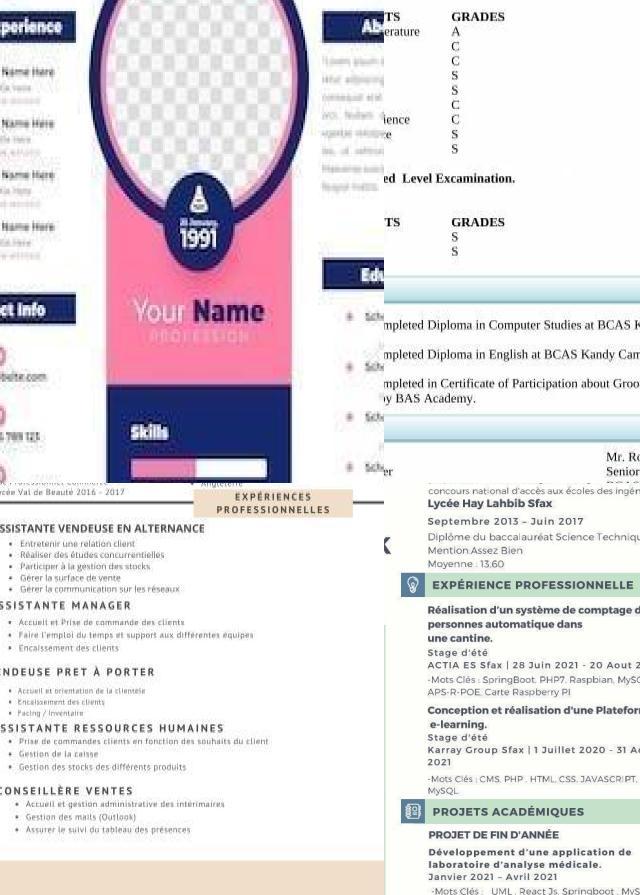 perience
Name Here
Name Here
Name Here
Name Here
ct Info
789 123
1991
Your Name
PROFESSION
Skills
Ab
Edu
TS GRADES
erature A
C
C
S
S
C
ience C
e S
S
ed Level Excamination.
TS GRADES
S
S
mpleted Diploma in Computer Studies at BCAS K
mpleted Diploma in English at BCAS Kandy Cam
mpleted in Certificate of Participation about Groo
by BAS Academy.
Mr. Ro
er Senior
ycée Val de Beauté 2016 - 2017
Angleterre
EXPÉRIENCES
PROFESSIONNELLES
SSISTANTE VENDEUSE EN ALTERNANCE
Entretenir une relation client
Réaliser des études concurrentielles
Participer à la gestion des stocks
Gérer la surface de vente
Gérer la communication sur les réseaux
SSISTANTE MANAGER
Accueil et Prise de commande des clients
Faire l'emploi du temps et support aux différentes équipes
Encaissement des clients
NDEUSE PRET À PORTER
Accueil et orientation de la clientèle
Encaissement des clients
Facing / Inventaire
SSISTANTE RESSOURCES HUMAINES
Prise de commandes clients en fonction des souhaits du client
Gestion de la caisse
Gestion des stocks des différents produits
CONSEILLÈRE VENTES
Accueil et gestion administrative des intérimaires
Gestion des mails (Outlook)
Assurer le suivi du tableau des présences
concours national d'accès aux écoles des ingén
Lycée Hay Lahbib Sfax
Septembre 2013 – Juin 2017
Diplôme du baccalauréat Science Technique
Mention Assez Bien
Moyenne : 13.60
EXPÉRIENCE PROFESSIONNELLE
Réalisation d'un système de comptage d
personnes automatique dans
une cantine.
Stage d'été
ACTIA ES Sfax | 28 Juin 2021 - 20 Aout 2
-Mots Clés : SpringBoot, PHP7, Raspbian, MySQ
APS-R-POE, Carte Raspberry PI
Conception et réalisation d'une Plateform
e-learning.
Stage d'été
Karray Group Sfax | 1 Juillet 2020 - 31 Ao
2021
-Mots Clés : CMS, PHP , HTML, CSS, JAVASCRIPT,
MySQL
PROJETS ACADÉMIQUES
PROJET DE FIN D'ANNÉE
Développement d'une application de
laboratoire d'analyse médicale.
Janvier 2021 – Avril 2021
-Mots Clés : UML , React Js, Springboot , MyS